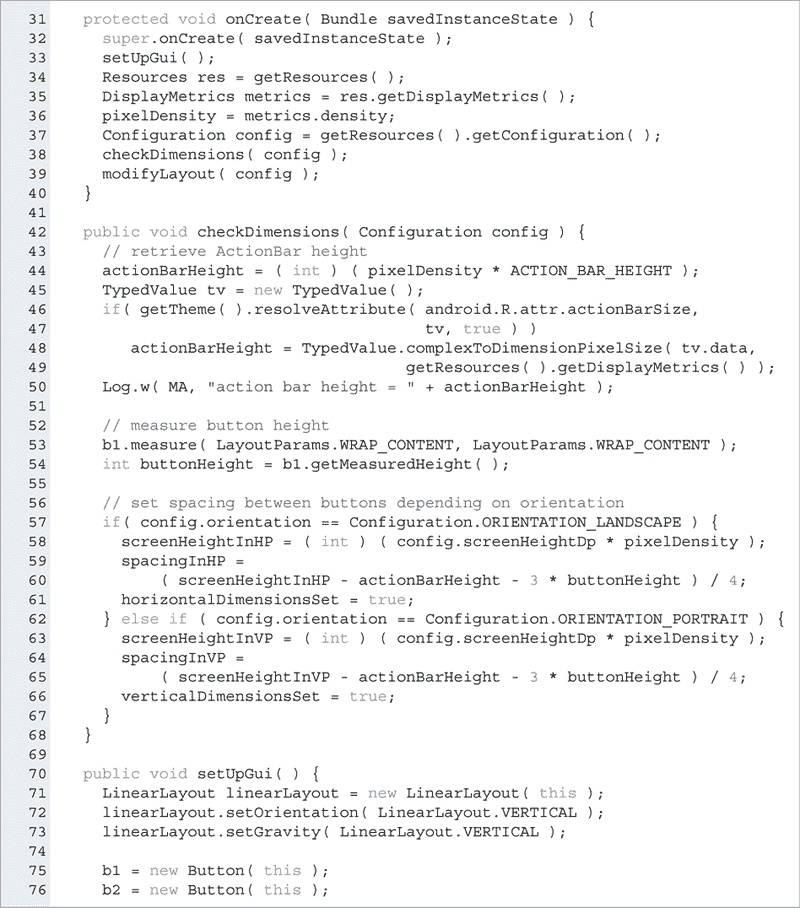 31 protected void onCreate( Bundle savedInstanceState ) {
32 super.onCreate( savedInstanceState );
33 setUpGui( );
34 Resources res = getResources( );
35 DisplayMetrics metrics = res.getDisplayMetrics( );
36 pixelDensity = metrics.density;
37 Configuration config = getResources( ).getConfiguration( );
38 checkDimensions( config );
39 modifyLayout( config );
40 }
41
42 public void checkDimensions( Configuration config ) {
43 // retrieve ActionBar height
44 actionBarHeight = ( int ) ( pixelDensity * ACTION_BAR_HEIGHT );
45 TypedValue tv = new TypedValue( );
46 if( getTheme( ).resolveAttribute( android.R.attr.actionBarSize,
47 tv, true ) )
48 actionBarHeight = TypedValue.complexToDimensionPixelSize( tv.data,
49 getResources( ).getDisplayMetrics( ) );
50 Log.w( MA, "action bar height = " + actionBarHeight );
51
52 // measure button height
53 b1.measure( LayoutParams.WRAP_CONTENT, LayoutParams.WRAP_CONTENT );
54 int buttonHeight = b1.getMeasuredHeight( );
55
56 // set spacing between buttons depending on orientation
57 if( config.orientation == Configuration.ORIENTATION_LANDSCAPE ) {
58 screenHeightInHP = ( int ) ( config.screenHeightDp * pixelDensity );
59 spacingInHP =
60 ( screenHeightInHP - actionBarHeight - 3 * buttonHeight ) / 4;
61 horizontalDimensionsSet = true;
62 } else if ( config.orientation == Configuration.ORIENTATION_PORTRAIT ) {
63 screenHeightInVP = ( int ) ( config.screenHeightDp * pixelDensity );
64 spacingInVP =
65 ( screenHeightInVP - actionBarHeight - 3 * buttonHeight ) / 4;
66 verticalDimensionsSet = true;
67 }
68 }
69
70 public void setUpGui( ) {
71 LinearLayout linearLayout = new LinearLayout( this );
72 linearLayout.setOrientation( LinearLayout.VERTICAL );
73 linearLayout.setGravity( LinearLayout.VERTICAL );
74
75 b1 = new Button( this );
76 b2 = new Button( this );